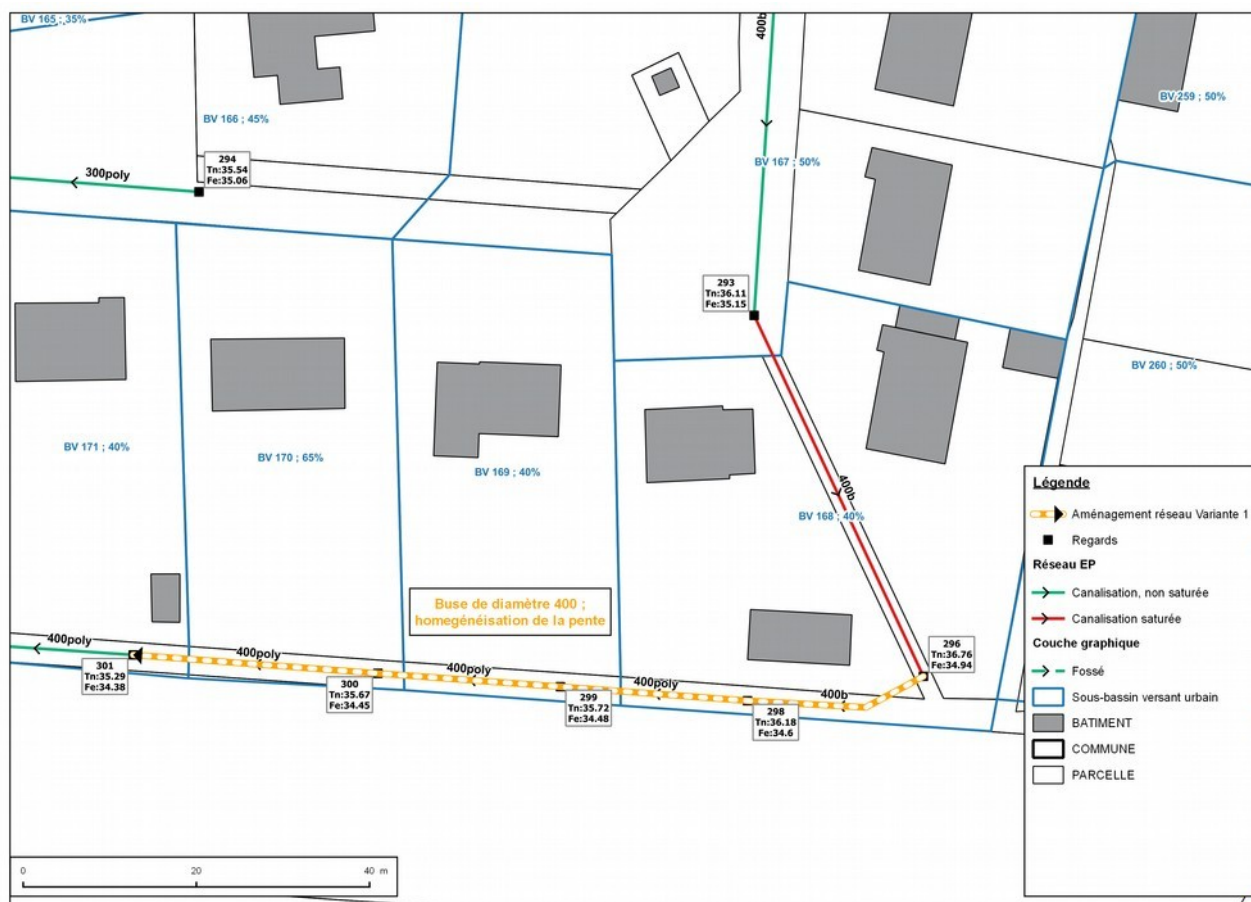 BV 165 ; 35%
400b
BV 259 ; 50%
BV 166 ; 45%
294
Tn:35.54
Fe:35.06
300poly
BV 167 ; 50%
293
Tn:36.11
Fe:35.15
BV 260 ; 50%
BV 171 ; 40%
BV 170 ; 65%
BV 169 ; 40%
400b
BV 168 ; 40%
Buse de diamètre 400 ;
homegénéisation de la pente
400poly
301
Tn:35.29
Fe:34.38
400poly
300
Tn:35.67
Fe:34.45
400poly
299
Tn:35.72
Fe:34.48
400poly
298
Tn:36.18
Fe:34.6
400b
296
Tn:36.76
Fe:34.94
Légende
Aménagement réseau Variante 1
Regards
Réseau EP
Canalisation, non saturée
Canalisation saturée
Couche graphique
Fossé
Sous-bassin versant urbain
BATIMENT
COMMUNE
PARCELLE
0 20 40 m